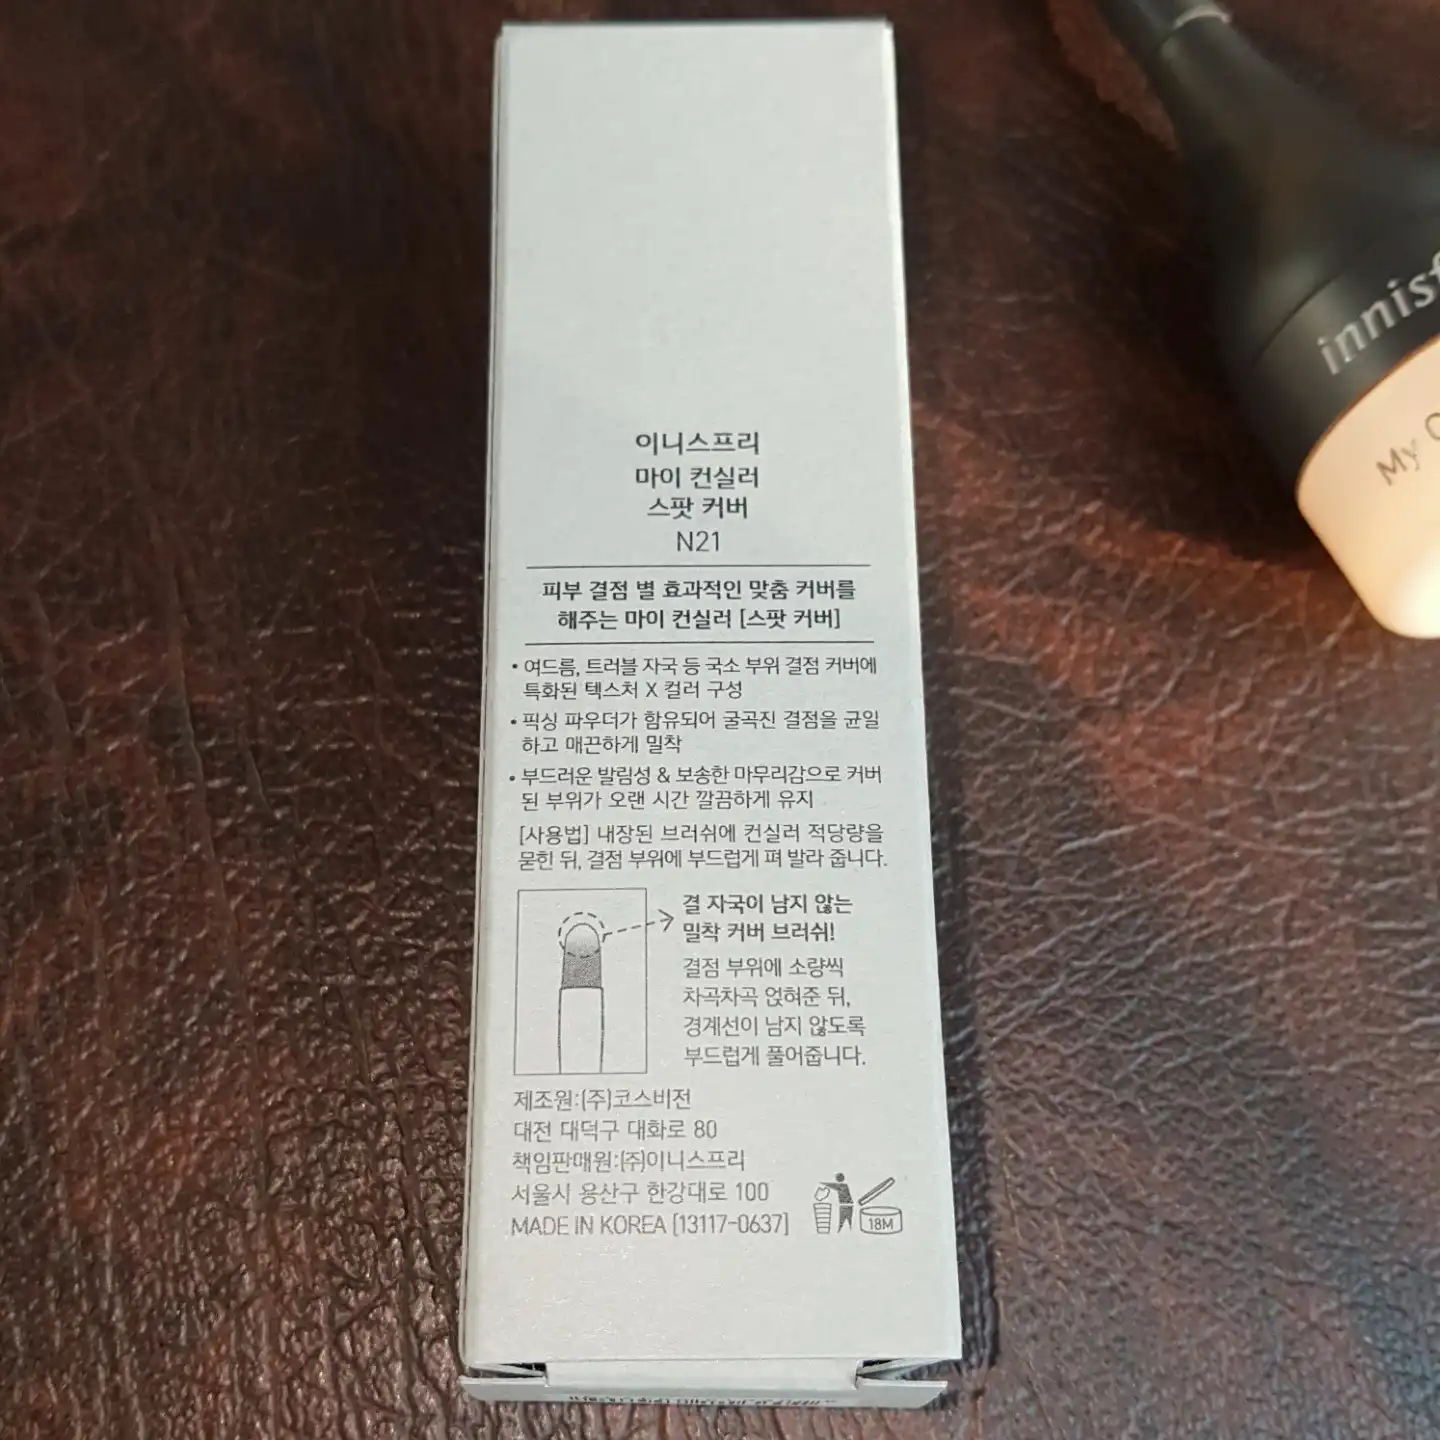 이니스프리
마이 컨실러
스팟 커버
N21
피부 결점 별 효과적인 맞춤 커버를
해주는 마이 컨실러 [스팟 커버]
• 여드름, 트러블 자국 등 국소 부위 결점 커버에
특화된 텍스처 X 컬러 구성
• 픽싱 파우더가 함유되어 굴곡진 결점을 균일
하고 매끈하게 밀착
• 부드러운 발림성 & 보송한 마무리감으로 커버
된 부위가 오랜 시간 깔끔하게 유지
[사용법] 내장된 브러쉬에 컨실러 적당량을
묻힌 뒤, 결점 부위에 부드럽게 펴 발라 줍니다.
결 자국이 남지 않는
밀착 커버 브러쉬!
결점 부위에 소량씩
차곡차곡 얹혀준 뒤,
경계선이 남지 않도록
부드럽게 풀어줍니다.
제조원:(주)코스비전
대전 대덕구 대화로 80
책임판매원:㈜이니스프리
서울시 용산구 한강대로 100
MADE IN KOREA [13117-0637]
18M
innisf
My C